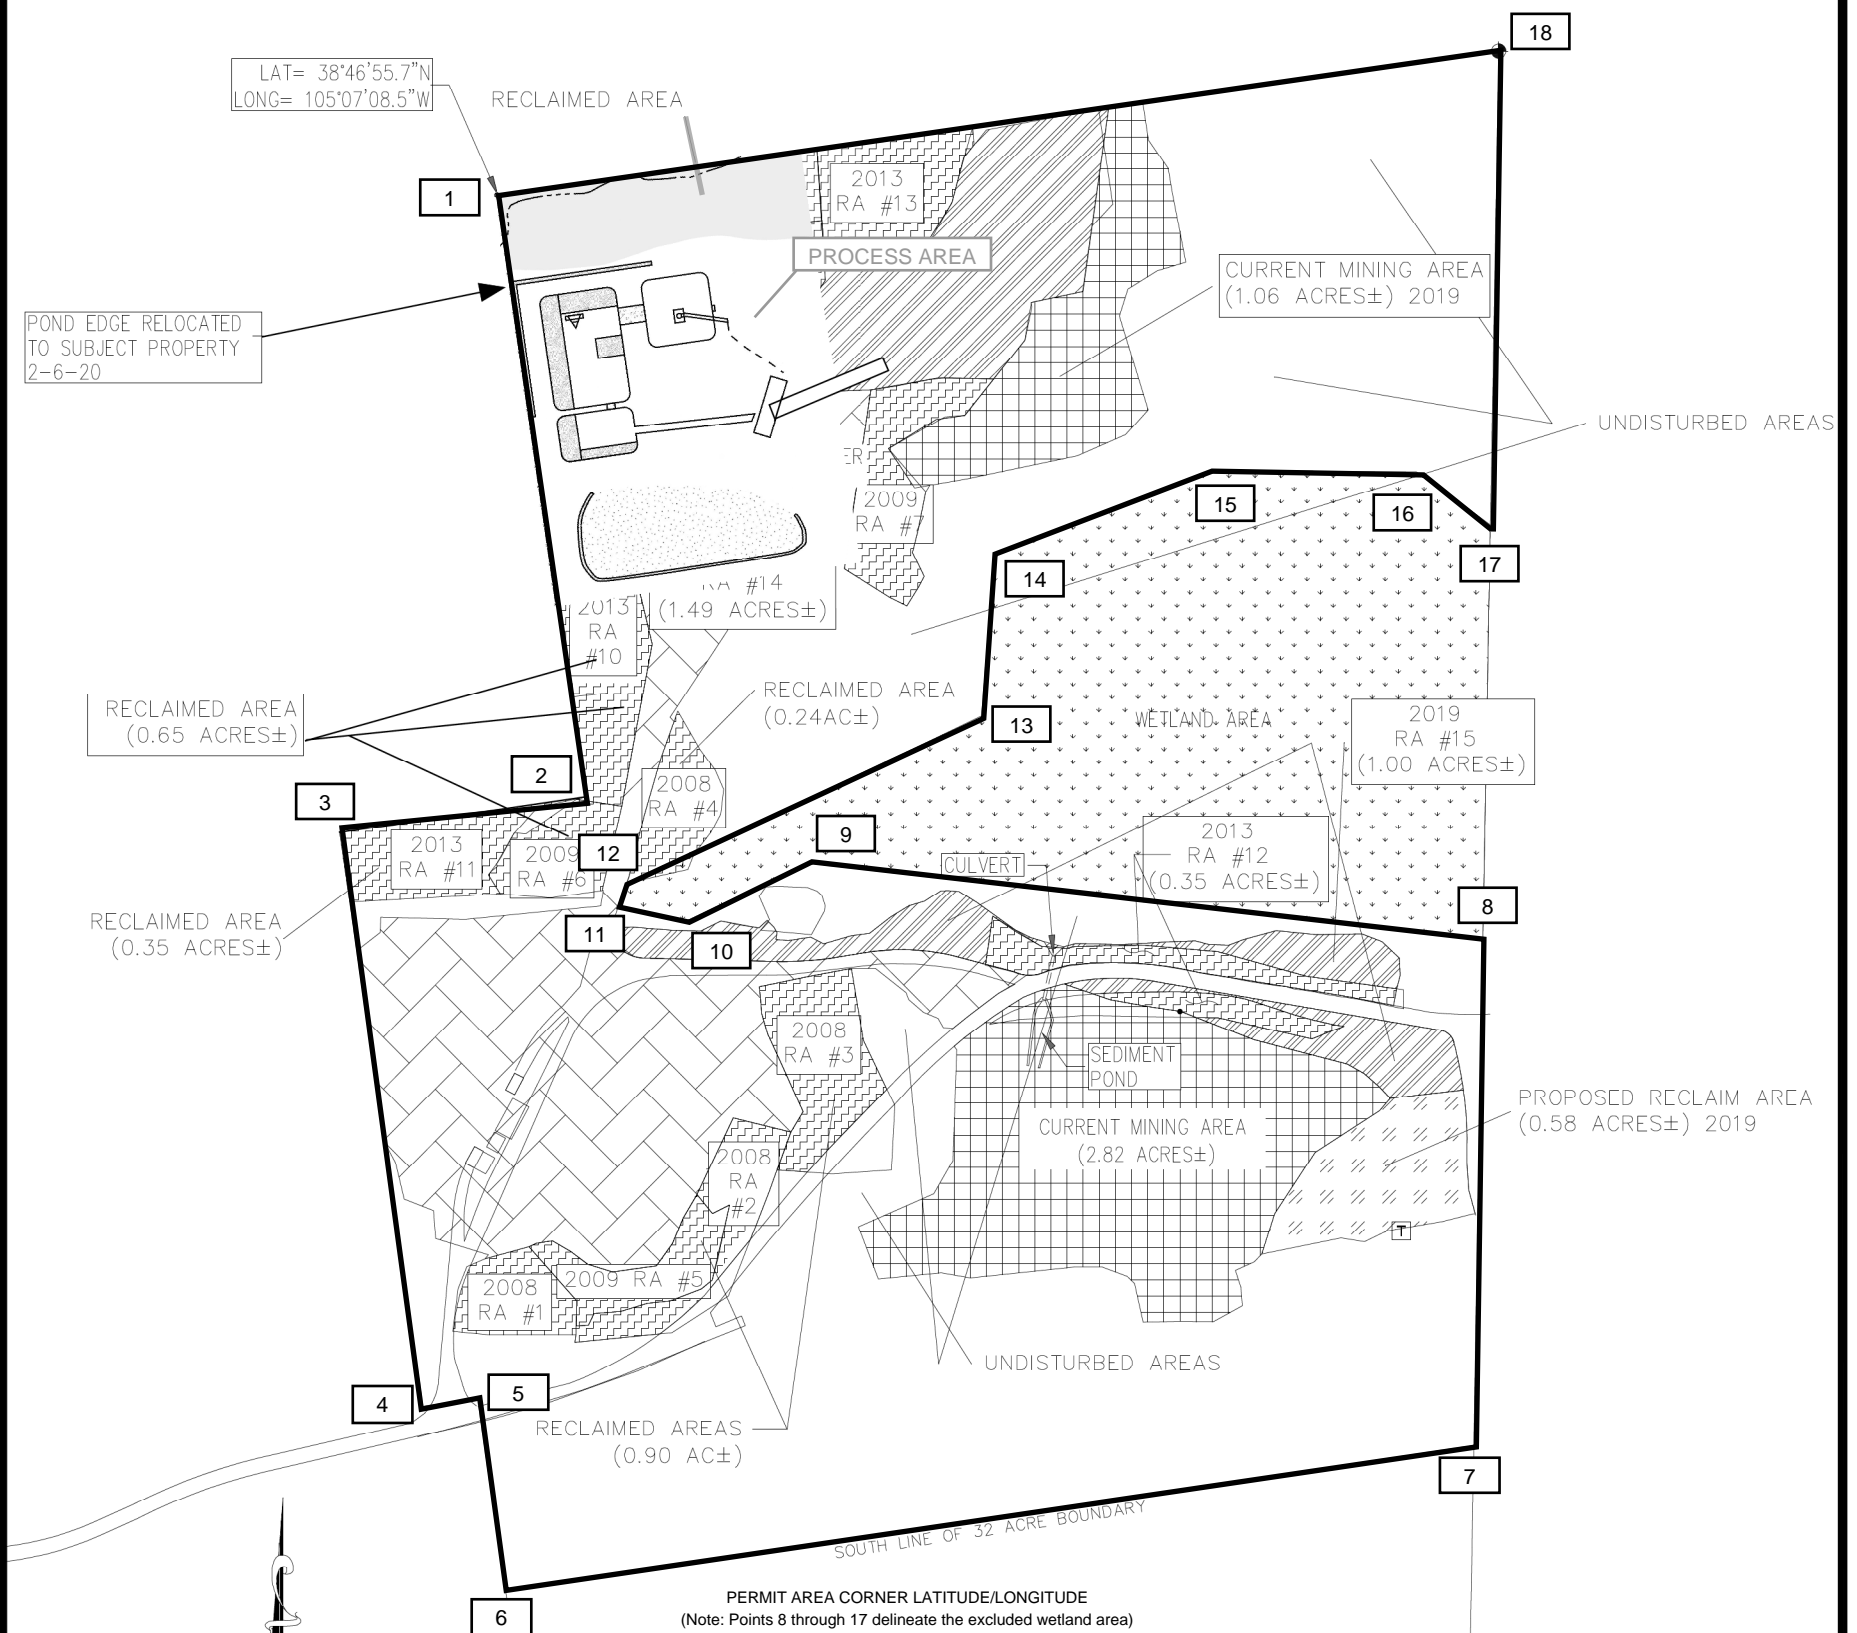 18
LAT= 38°46'55.7"N
LONG= 105°07'08.5"W
RECLAIMED AREA
1
2013
RA #13
PROCESS AREA
CURRENT MINING AREA
(1.06 ACRES±) 2019
POND EDGE RELOCATED
TO SUBJECT PROPERTY
2-6-20
UNDISTURBED AREAS
ER
2009
RA #7
15
16
17
14
RA #14
(1.49 ACRES±)
2013
RA
#10
RECLAIMED AREA
(0.65 ACRES±)
RECLAIMED AREA
(0.24AC±)
13
WETLAND AREA
2019
RA #15
(1.00 ACRES±)
2
3
2008
RA #4
9
2013
RA #12
(0.35 ACRES±)
12
2013
RA #11
2009
RA #6
CULVERT
8
RECLAIMED AREA
(0.35 ACRES±)
11
10
2008
RA #3
SEDIMENT
POND
PROPOSED RECLAIM AREA
(0.58 ACRES±) 2019
CURRENT MINING AREA
(2.82 ACRES±)
2008
RA
#2
T
2009 RA #5
2008
RA #1
UNDISTURBED AREAS
4
5
RECLAIMED AREAS
(0.90 AC±)
7
SOUTH LINE OF 32 ACRE BOUNDARY
6
PERMIT AREA CORNER LATITUDE/LONGITUDE
(Note: Points 8 through 17 delineate the excluded wetland area)